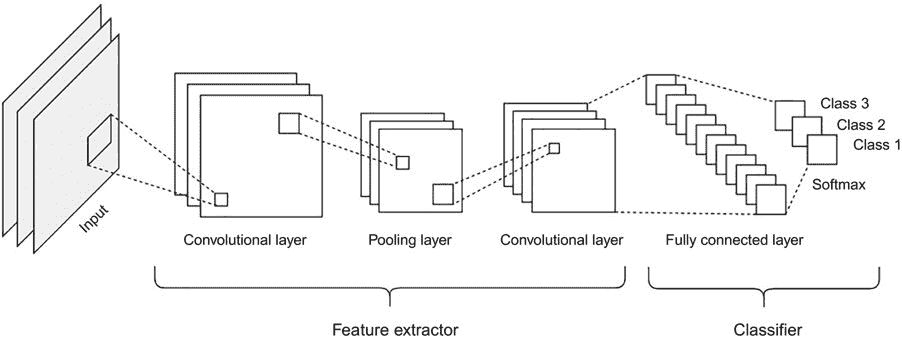 Input
Convolutional layer
Pooling layer
Convolutional layer
Fully connected layer
Class 3
Class 2
Class 1
Softmax
Feature extractor
Classifier